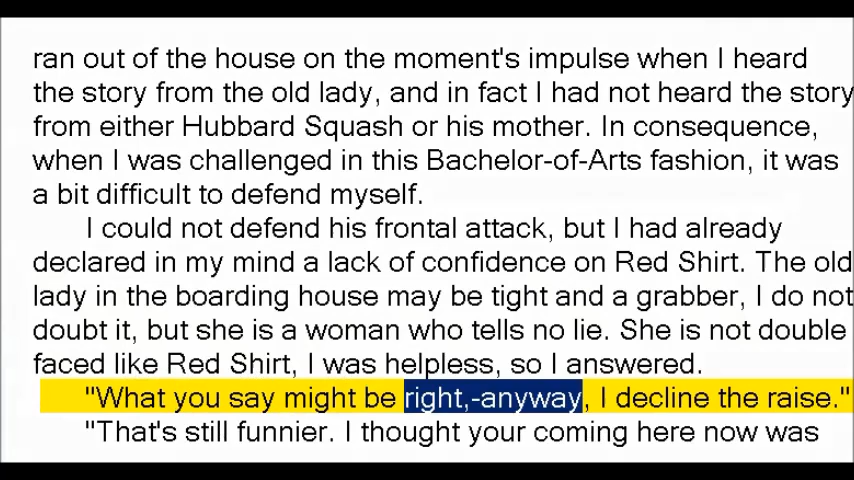 ran out of the house on the moment's impulse when I heard
the story from the old lady, and in fact I had not heard the story
from either Hubbard Squash or his mother. In consequence,
when I was challenged in this Bachelor-of-Arts fashion, it was
a bit difficult to defend myself.
I could not defend his frontal attack, but I had already
declared in my mind a lack of confidence on Red Shirt. The old
lady in the boarding house may be tight and a grabber, I do not
doubt it, but she is a woman who tells no lie. She is not double
faced like Red Shirt, I was helpless, so I answered.
"What you say might be right,-anyway, I decline the raise."
"That's still funnier. I thought your coming here now was